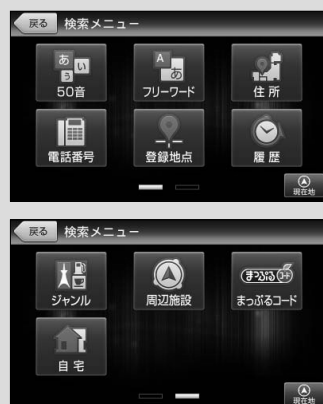 戻る 検索メニュー
あ い う
A あ
50音 フリーワード 住所
電話番号 登録地点 履歴
現在地
戻る 検索メニュー
まっぷるコード
ジャンル 周辺施設 まっぷるコード
自宅
現在地